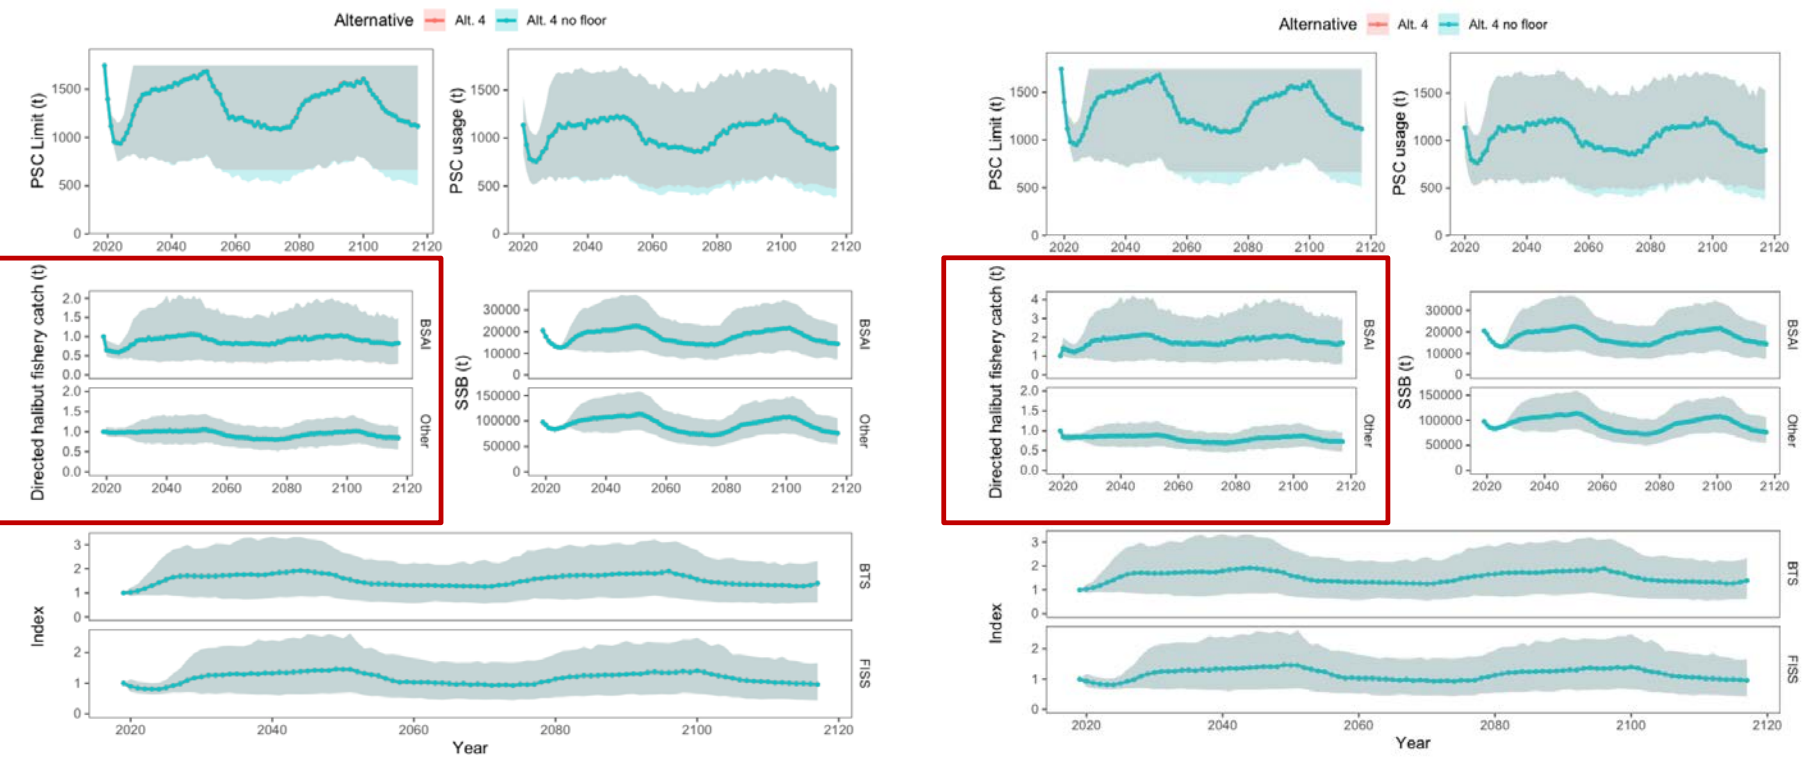 Alternative Alt. 4 Alt. 4 no floor
PSC Limit (t)
1500
1000
500
0
2020 2040 2060 2080 2100 2120
PSC usage (t)
1500
1000
500
0
2020 2040 2060 2080 2100 2120
Directed halibut fishery catch (t)
2.0
1.5
1.0
0.5
0.0
BSAI
2.0
1.5
1.0
0.5
0.0
Other
2020 2040 2060 2080 2100 2120
SSB (t)
30000
20000
10000
0
BSAI
150000
100000
50000
0
Other
2020 2040 2060 2080 2100 2120
Index
3
2
1
0
BTS
2
1
0
FISS
2020 2040 2060 2080 2100 2120
Year
Alternative Alt. 4 Alt. 4 no floor
PSC Limit (t)
1500
1000
500
0
2020 2040 2060 2080 2100 2120
PSC usage (t)
1500
1000
500
0
2020 2040 2060 2080 2100 2120
Directed halibut fishery catch (t)
4
3
2
1
0
BSAI
2.0
1.5
1.0
0.5
0.0
Other
2020 2040 2060 2080 2100 2120
SSB (t)
30000
20000
10000
0
BSAI
150000
100000
50000
0
Other
2020 2040 2060 2080 2100 2120
Index
3
2
1
0
BTS
2
1
0
FISS
2020 2040 2060 2080 2100 2120
Year